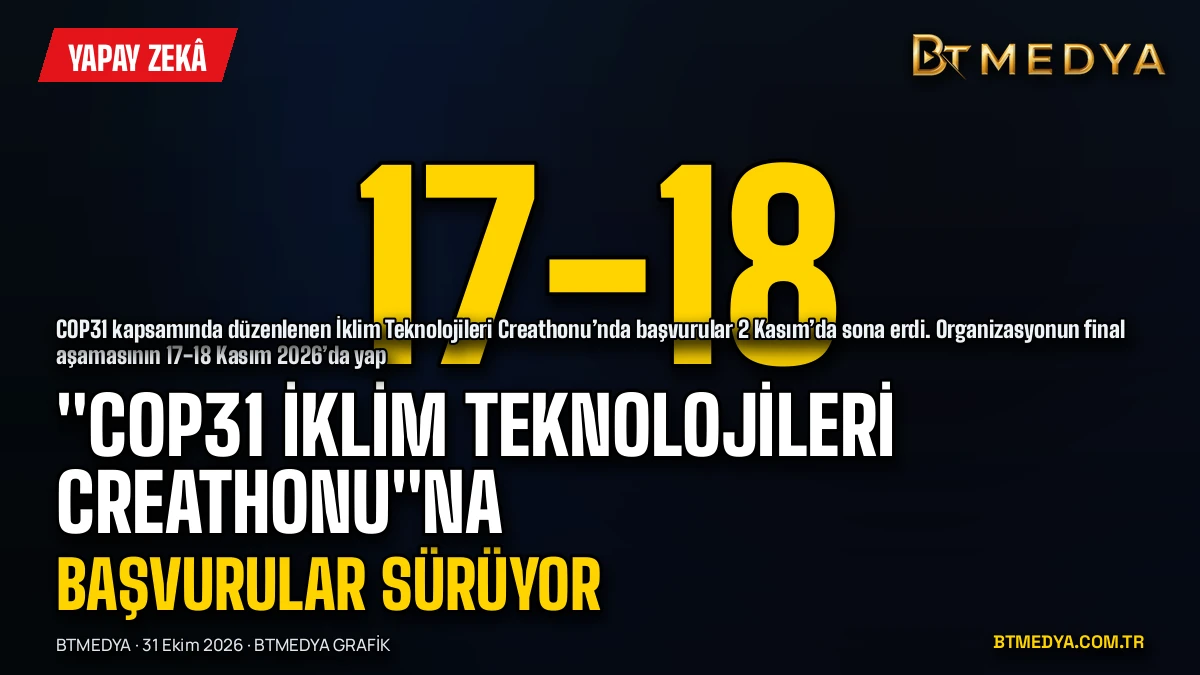 YAPAY ZEKÂ
BTMEDYA
17-18
COP31 kapsamında düzenlenen İklim Teknolojileri Creathonu’nda başvurular 2 Kasım’da sona erdi. Organizasyonun final
aşamasının 17-18 Kasım 2026’da yap
"COP31 İKLİM TEKNOLOJİLERİ
CREATHONU"NA
BAŞVURULAR SÜRÜYOR
BTMEDYA · 31 Ekim 2026 · BTMEDYA GRAFİK
BTMEDYA.COM.TR